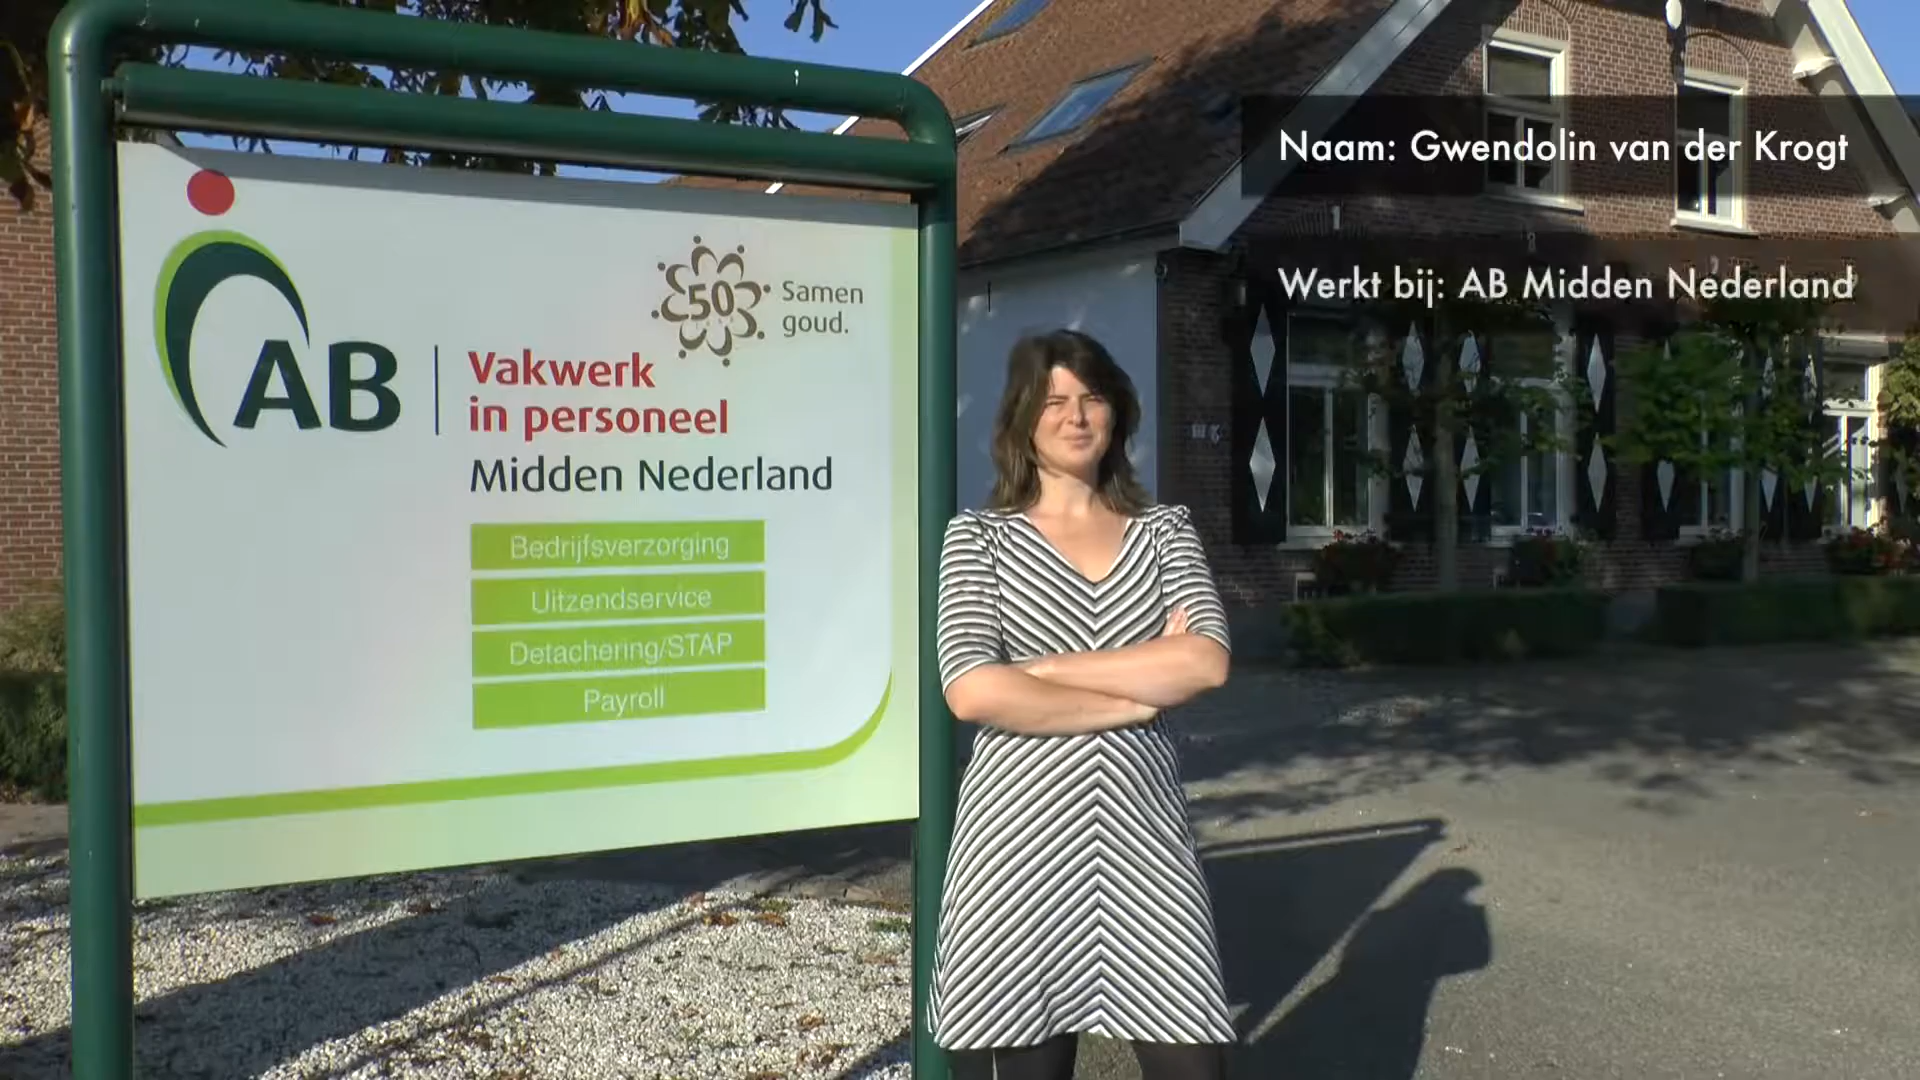 Naam: Gwendolin van der Krogt
Werkt bij: AB Midden Nederland
50
Samen
goud.
AB
Vakwerk
in personeel
Midden Nederland
Bedrijfsverzorging
Uitzendservice
Detachering/STAP
Payroll